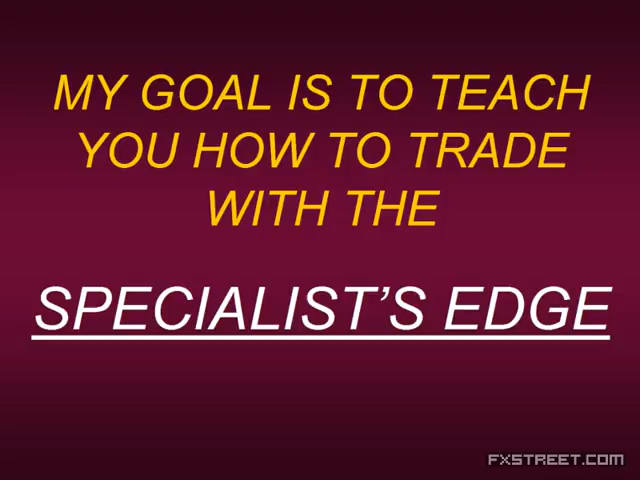 MY GOAL IS TO TEACH
YOU HOW TO TRADE
WITH THE
SPECIALIST’S EDGE
FXSTREET.COM